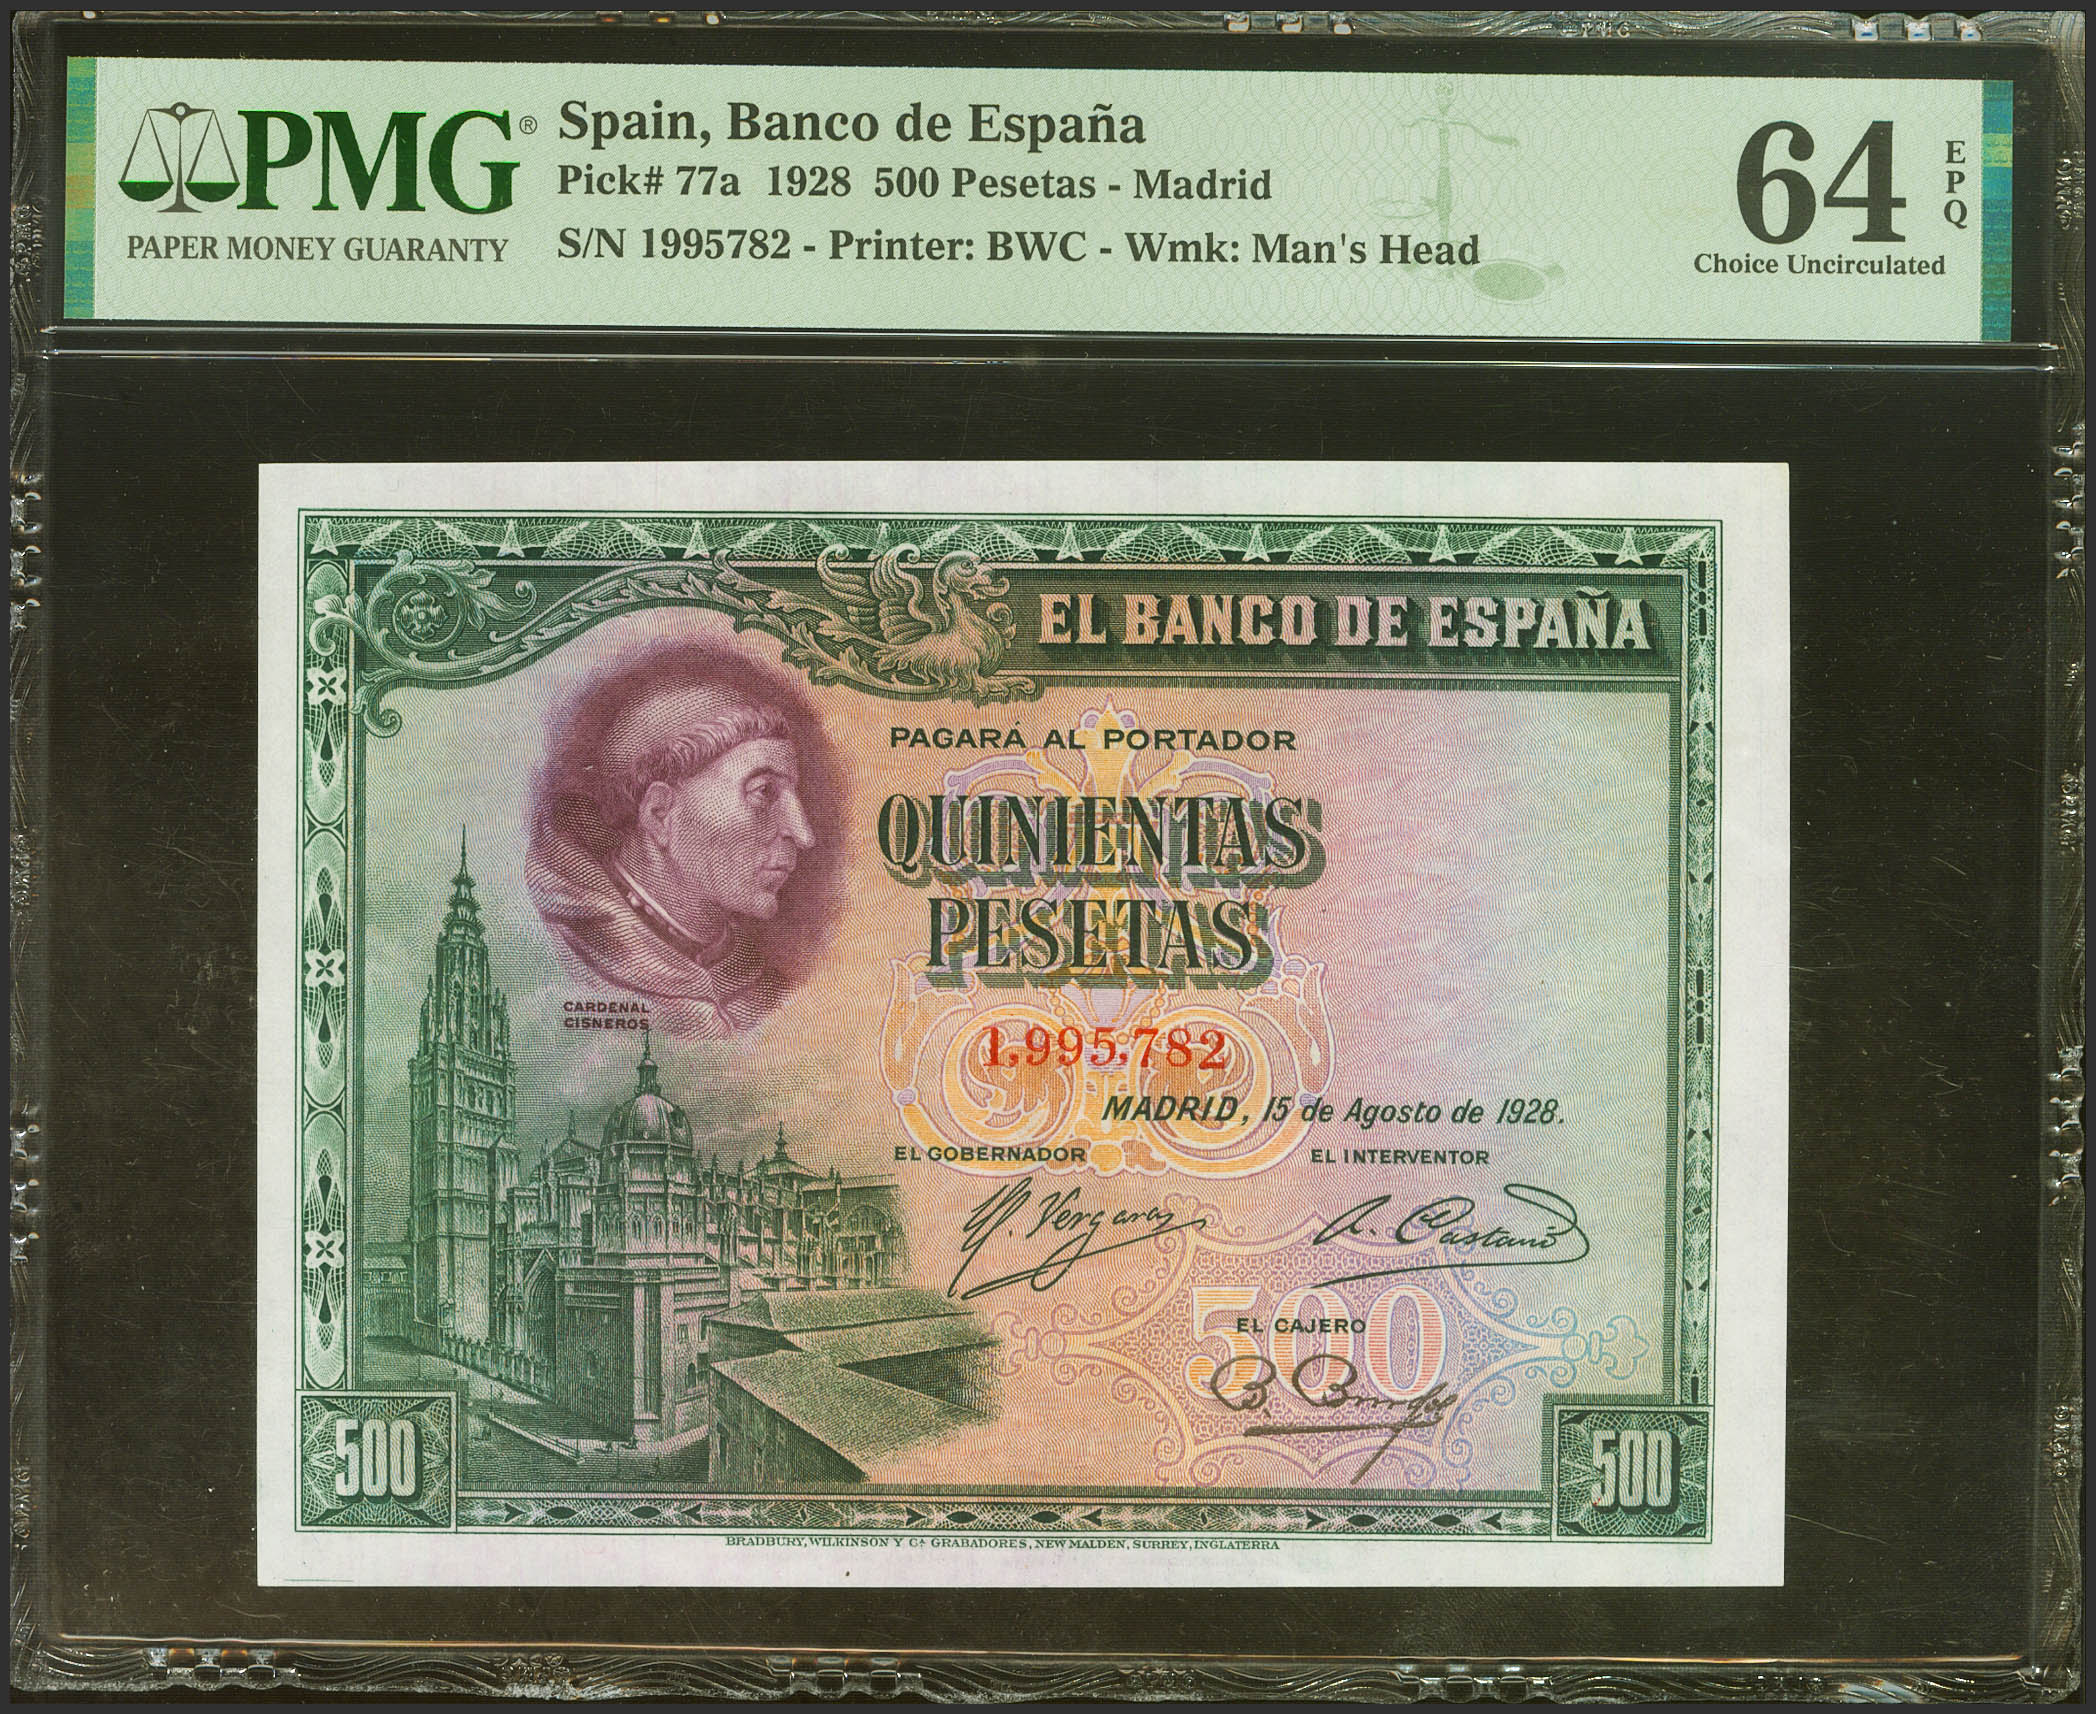 PMG®
PAPER MONEY GUARANTY
Spain, Banco de España
Pick# 77a 1928 500 Pesetas - Madrid
S/N 1995782 - Printer: BWC - Wmk: Man's Head
64
EPQ
Choice Uncirculated
EL BANCO DE ESPAÑA
PAGARÁ AL PORTADOR
QUINIENTAS
PESETAS
CARDENAL
CISNEROS
1,995,782
MADRID, 15 de Agosto de 1928.
EL GOBERNADOR
EL INTERVENTOR
500
EL CAJERO
500
500
BRADBURY, WILKINSON Y Cª. GRABADORES, NEW MALDEN, SURREY, INGLATERRA